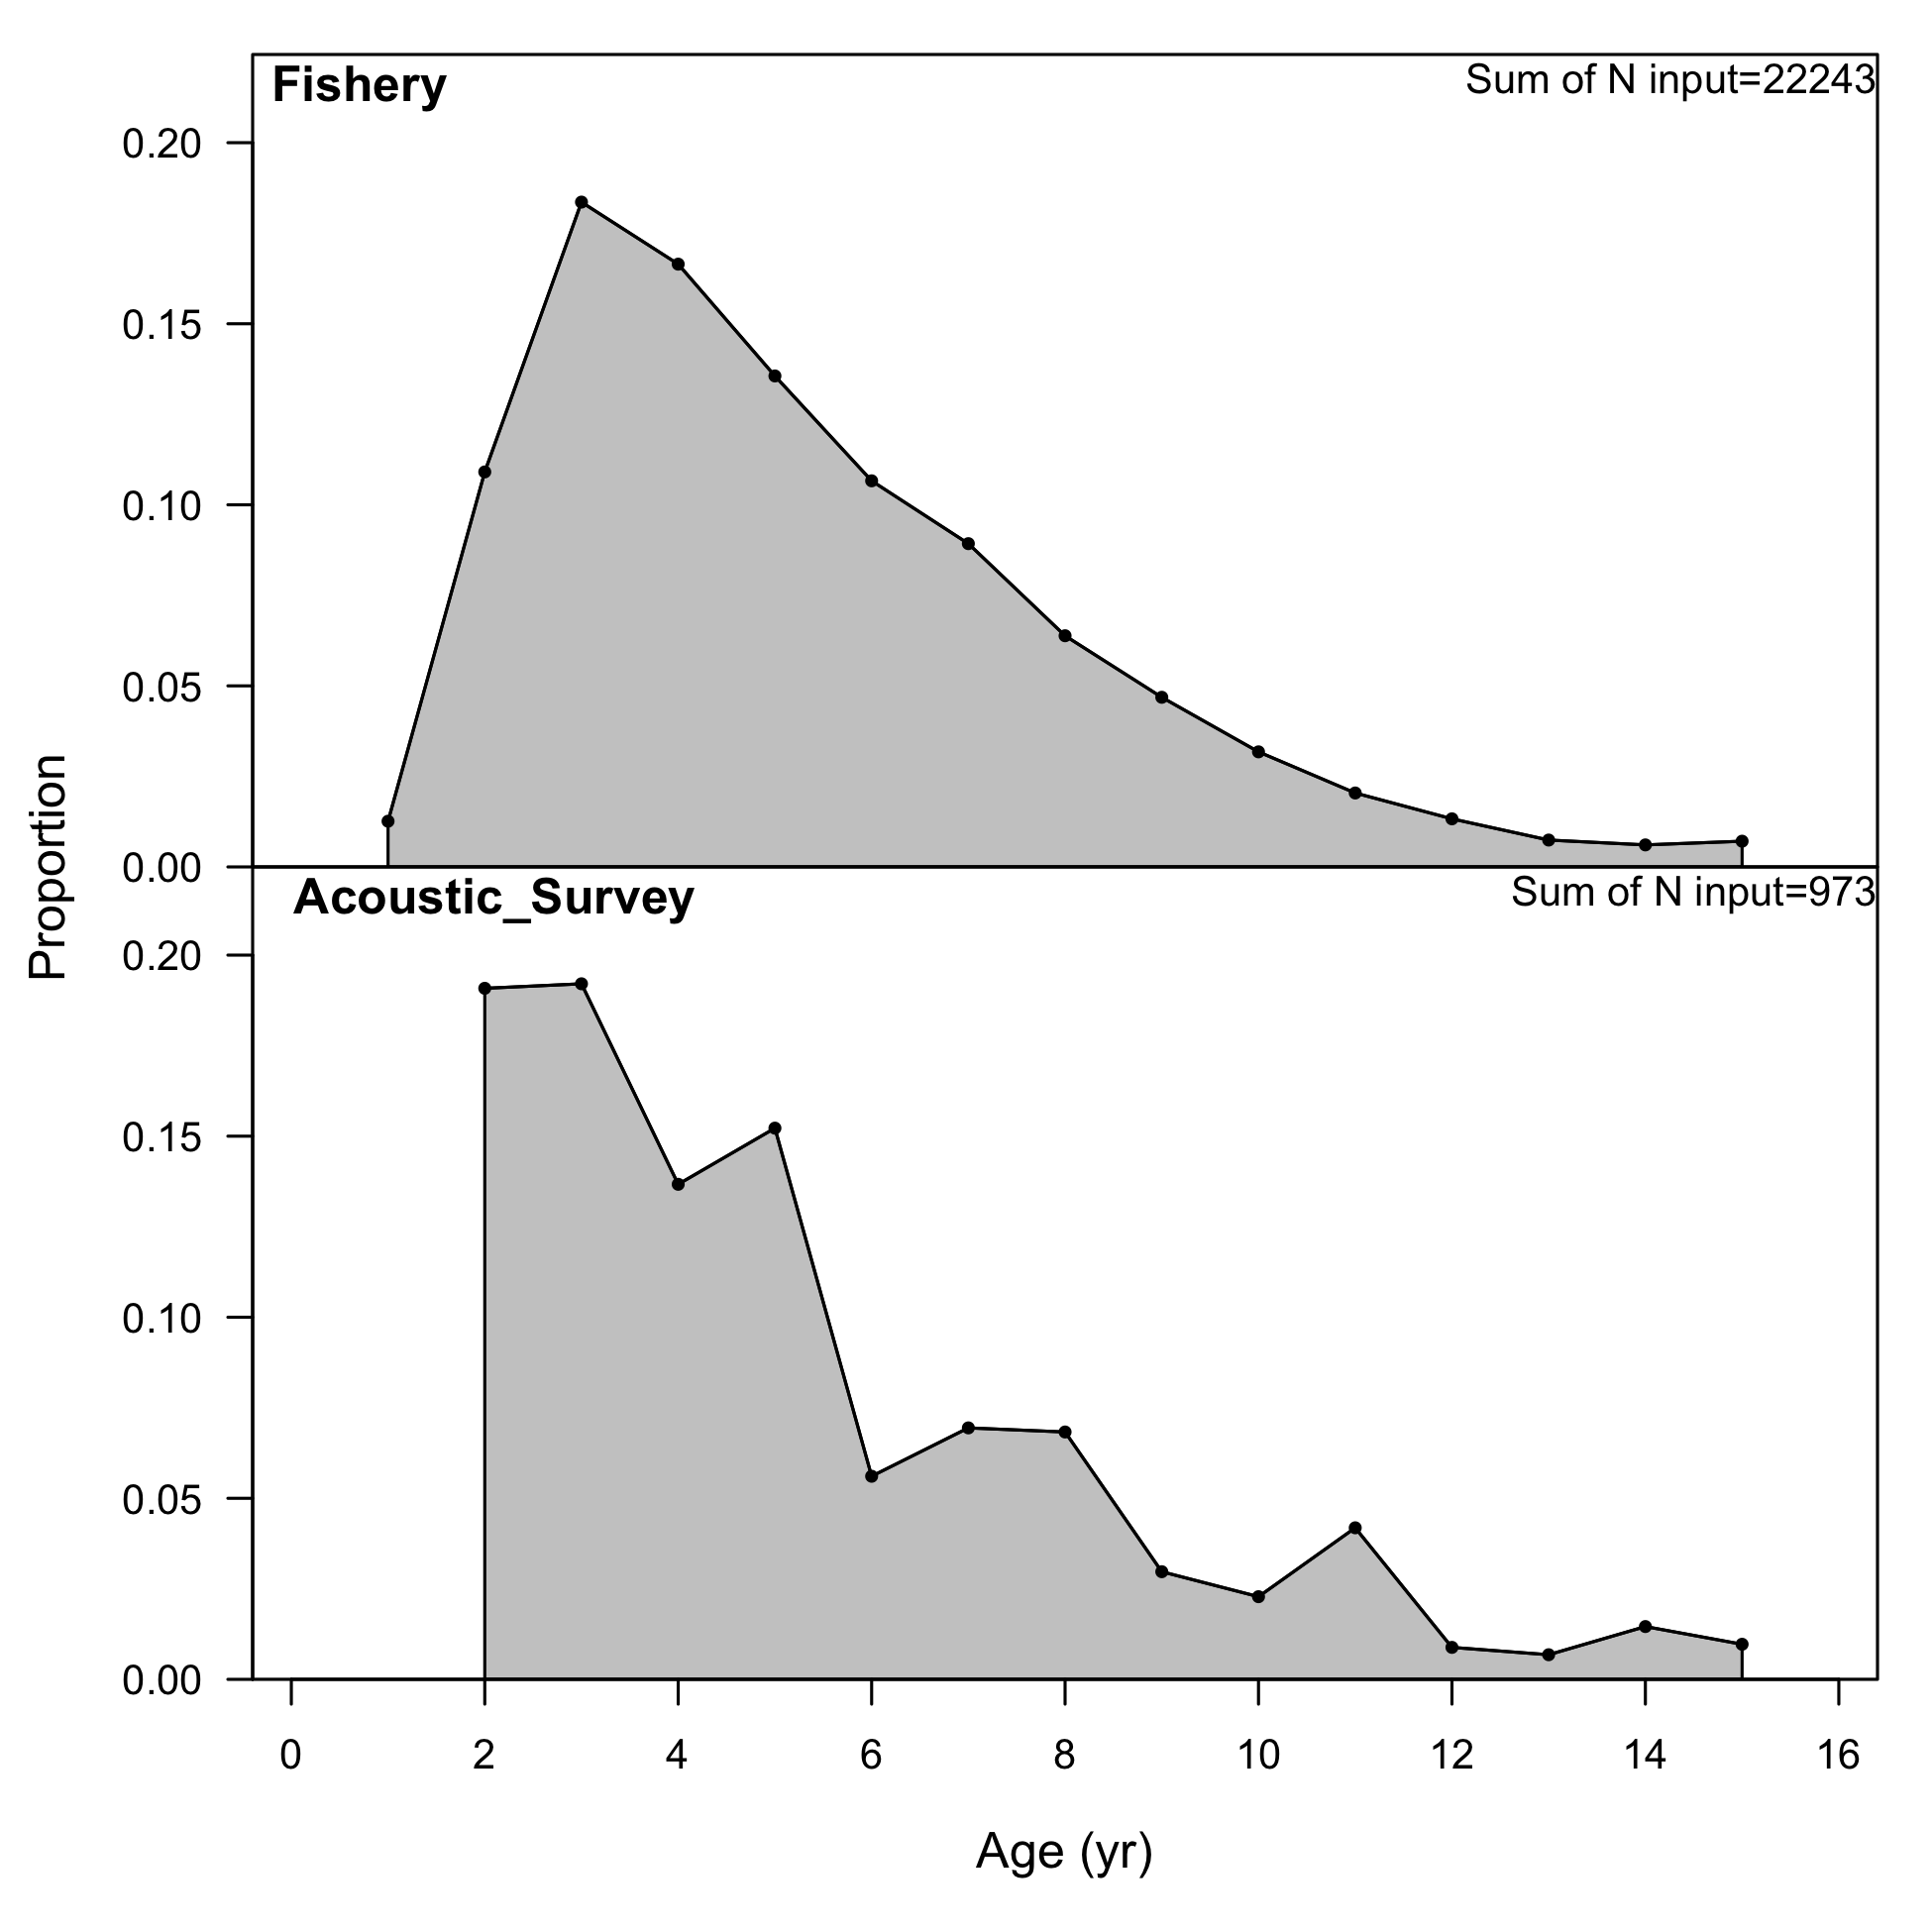 Fishery
Sum of N input=22243
0.20
0.15
0.10
0.05
0.00
Proportion
Acoustic_Survey
Sum of N input=973
0.20
0.15
0.10
0.05
0.00
0 2 4 6 8 10 12 14 16
Age (yr)